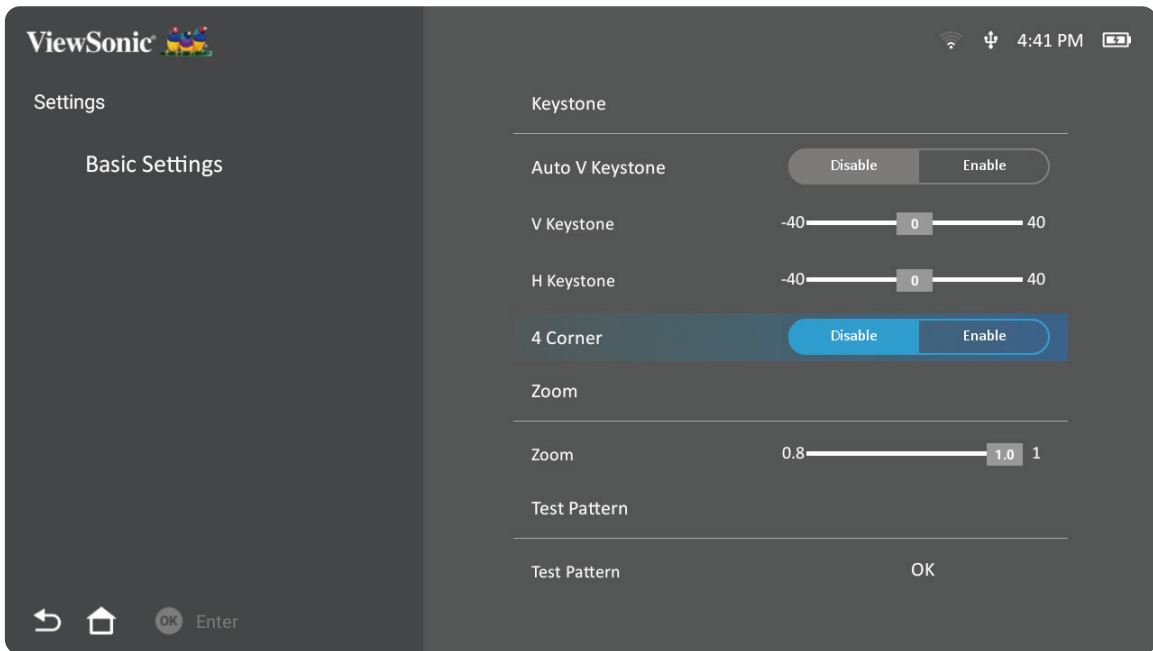 ViewSonic®
4:41 PM
Settings
Basic Settings
Keystone
Auto V Keystone Disable Enable
V Keystone -40 0 40
H Keystone -40 0 40
4 Corner Disable Enable
Zoom
Zoom 0.8 1.0 1
Test Pattern
Test Pattern OK
OK Enter